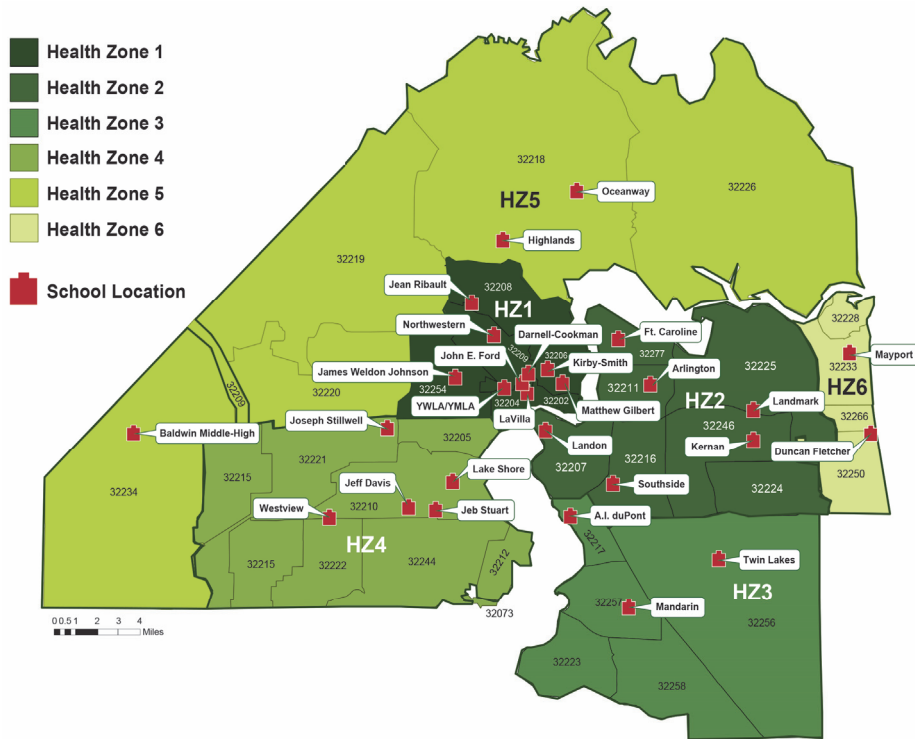 Health Zone 1
Health Zone 2
Health Zone 3
Health Zone 4
Health Zone 5
Health Zone 6
School Location
32218
32226
Oceanway
HZ5
Highlands
32219
32208
Jean Ribault
HZ1
32228
Northwestern
Darnell-Cookman
Ft. Caroline
Mayport
John E. Ford
32209
32206
32277
32225
32233
Kirby-Smith
James Weldon Johnson
32254
Arlington
32211
HZ2
HZ6
32220
32209
YWLA/YMLA
32204
32202
Matthew Gilbert
Landmark
LaVilla
32246
32266
Joseph Stillwell
Baldwin Middle-High
32205
Landon
Kernan
Duncan Fletcher
32221
32215
32207
32216
32250
Lake Shore
32234
Jeff Davis
Southside
32224
Westview
32210
Jeb Stuart
A.I. duPont
HZ4
32217
32215
32222
32244
32212
Twin Lakes
HZ3
32073
32257
Mandarin
32256
0 0.5 1 2 3 4
Miles
32223
32258